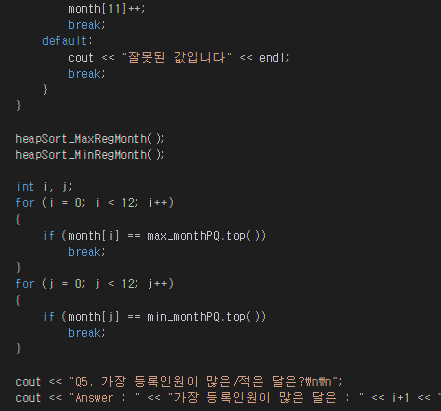 month[11]++;
break;
default:
cout << "잘못된 값입니다" << endl;
break;
}
}
heapSort_MaxRegMonth();
heapSort_MinRegMonth();
int i, j;
for (i = 0; i < 12; i++)
{
if (month[i] == max_monthPQ.top())
break;
}
for (j = 0; j < 12; j++)
{
if (month[j] == min_monthPQ.top())
break;
}
cout << "Q5. 가장 등록인원이 많은/적은 달은?₩n₩n";
cout << "Answer : " << "가장 등록인원이 많은 달은 : " << i+1 << "